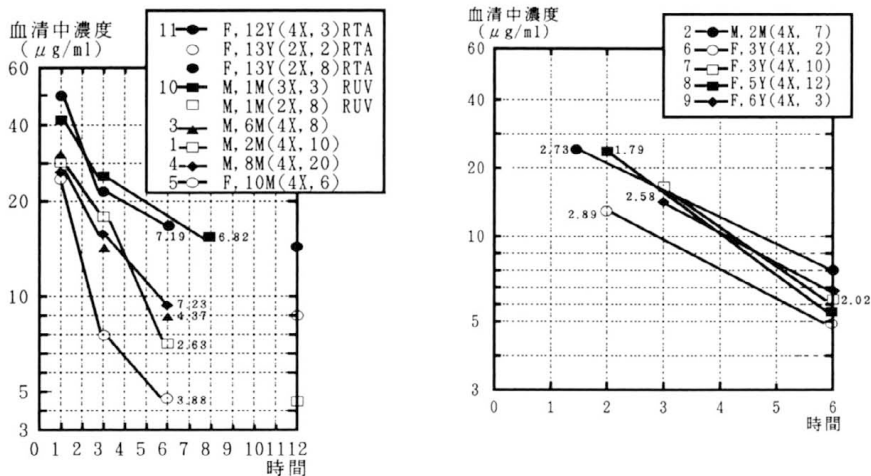 血清中濃度
(μg/ml)
60
40
20
10
5
4
3
0 1 2 3 4 5 6 7 8 9 10 11 12
時間
11 F, 12Y(4X, 3)RTA
F, 13Y(2X, 2)RTA
F, 13Y(2X, 8)RTA
10 M, 1M(3X, 3) RUV
M, 1M(2X, 8) RUV
3 M, 6M(4X, 8)
1 M, 2M(4X, 10)
4 M, 8M(4X, 20)
5 F, 10M(4X, 6)
7.19
6.82
7.23
4.37
2.63
3.88
血清中濃度
(μg/ml)
60
40
20
10
5
3
0 1 2 3 4 5 6
時間
2 M, 2M(4X, 7)
6 F, 3Y(4X, 2)
7 F, 3Y(4X, 10)
8 F, 5Y(4X, 12)
9 F, 6Y(4X, 3)
2.73
1.79
2.58
2.89
2.02